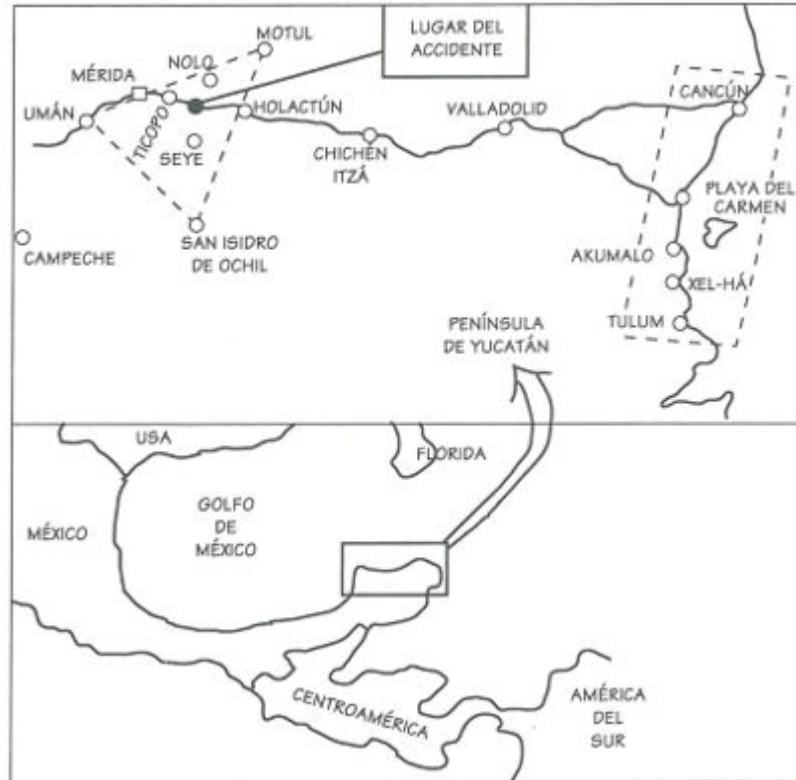 MOTUL
LUGAR DEL
ACCIDENTE
NOLO
MÉRIDA
CANCÚN
UMÁN
TICOPO
HOLACTÚN
VALLADOLID
SEYE
CHICHEN
ITZÁ
PLAYA DEL
CARMEN
SAN ISIDRO
DE OCHIL
CAMPECHE
AKUMALO
XEL-HÁ
TULUM
PENÍNSULA
DE YUCATÁN
USA
FLORIDA
GOLFO
DE
MÉXICO
MÉXICO
CENTROAMÉRICA
AMÉRICA
DEL
SUR